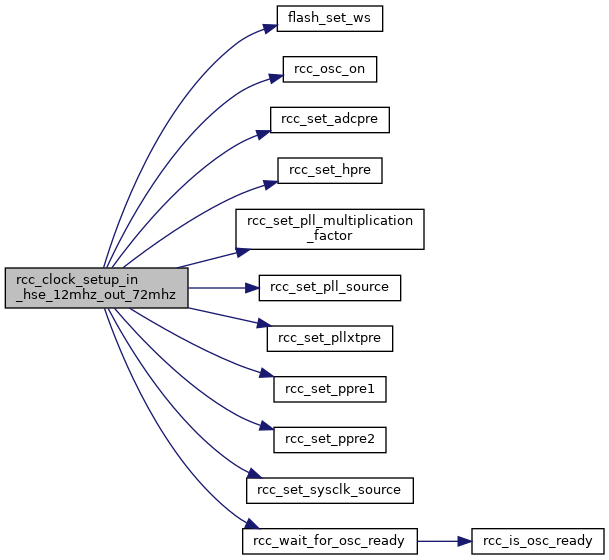 flash_set_ws
rcc_osc_on
rcc_set_adcpre
rcc_set_hpre
rcc_set_pll_multiplication
_factor
rcc_clock_setup_in
_hse_12mhz_out_72mhz
rcc_set_pll_source
rcc_set_pllxtpre
rcc_set_ppre1
rcc_set_ppre2
rcc_set_sysclk_source
rcc_wait_for_osc_ready
rcc_is_osc_ready